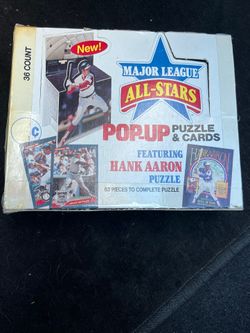 36 COUNT
New!
MAJOR LEAGUE
ALL-STARS
POP-UP PUZZLE
& CARDS
FEATURING
HANK AARON
PUZZLE
63 PIECES TO COMPLETE PUZZLE